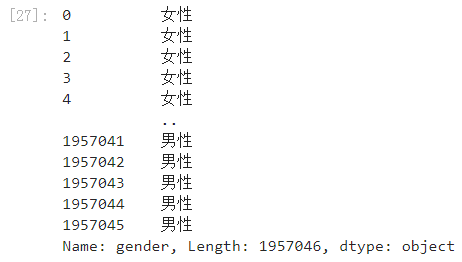 [27]: 0 女性
1 女性
2 女性
3 女性
4 女性
..
1957041 男性
1957042 男性
1957043 男性
1957044 男性
1957045 男性
Name: gender, Length: 1957046, dtype: object